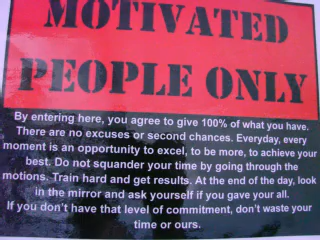 MOTIVATED
PEOPLE ONLY
By entering here, you agree to give 100% of what you have.
There are no excuses or second chances. Everyday, every
moment is an opportunity to excel, to be more, to achieve your
best. Do not squander your time by going through the
motions. Train hard and get results. At the end of the day, look
in the mirror and ask yourself if you gave your all.
If you don't have that level of commitment, don't waste your
time or ours.